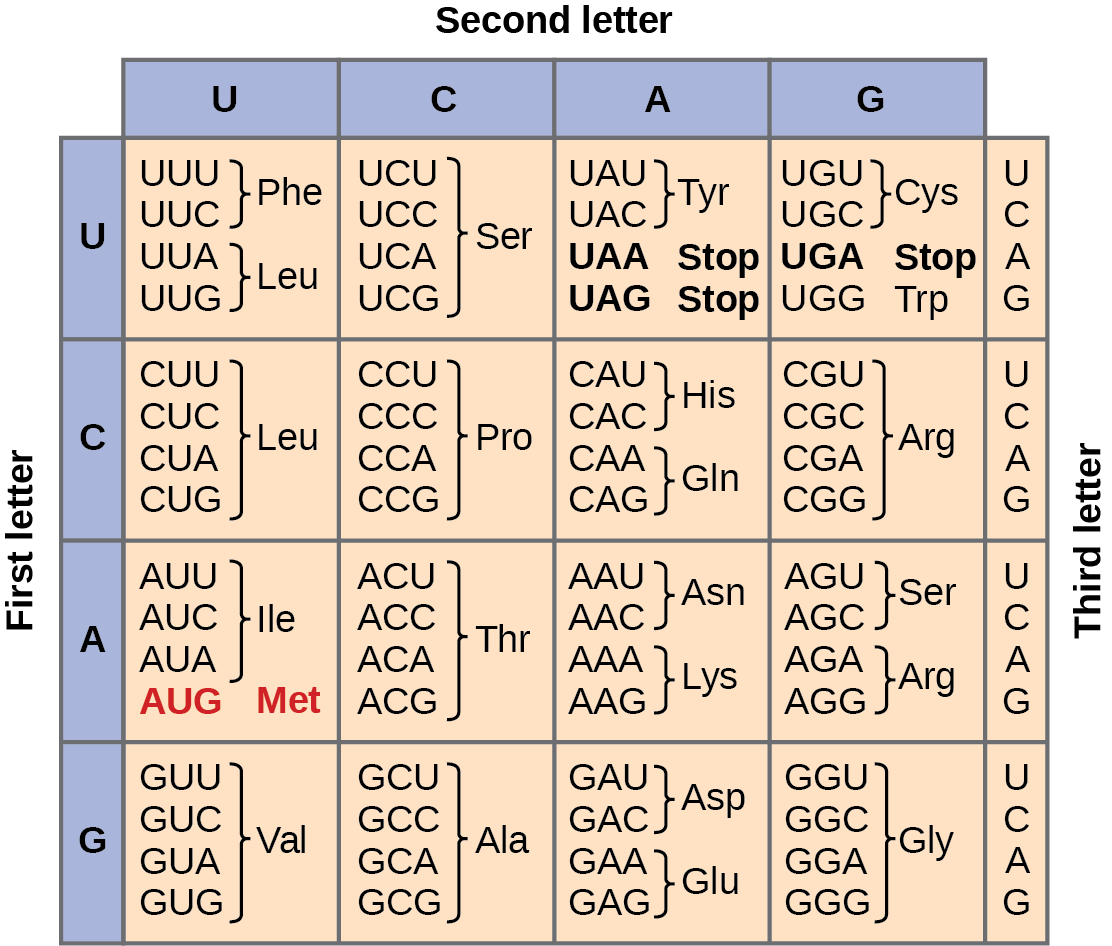 Second letter
U C A G
First letter
Third letter
U
UUU
UUC
Phe
UUA
UUG
Leu
UCU
UCC
UCA
UCG
Ser
UAU
UAC
Tyr
UAA Stop
UAG Stop
UGU
UGC
Cys
UGA Stop
UGG Trp
U
C
A
G
C
CUU
CUC
CUA
CUG
Leu
CCU
CCC
CCA
CCG
Pro
CAU
CAC
His
CAA
CAG
Gln
CGU
CGC
CGA
CGG
Arg
U
C
A
G
A
AUU
AUC
AUA
Ile
AUG Met
ACU
ACC
ACA
ACG
Thr
AAU
AAC
Asn
AAA
AAG
Lys
AGU
AGC
Ser
AGA
AGG
Arg
U
C
A
G
G
GUU
GUC
GUA
GUG
Val
GCU
GCC
GCA
GCG
Ala
GAU
GAC
Asp
GAA
GAG
Glu
GGU
GGC
GGA
GGG
Gly
U
C
A
G